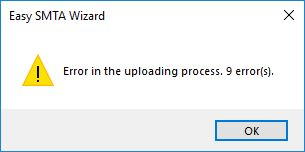 Easy SMTA Wizard
Error in the uploading process. 9 error(s).
OK